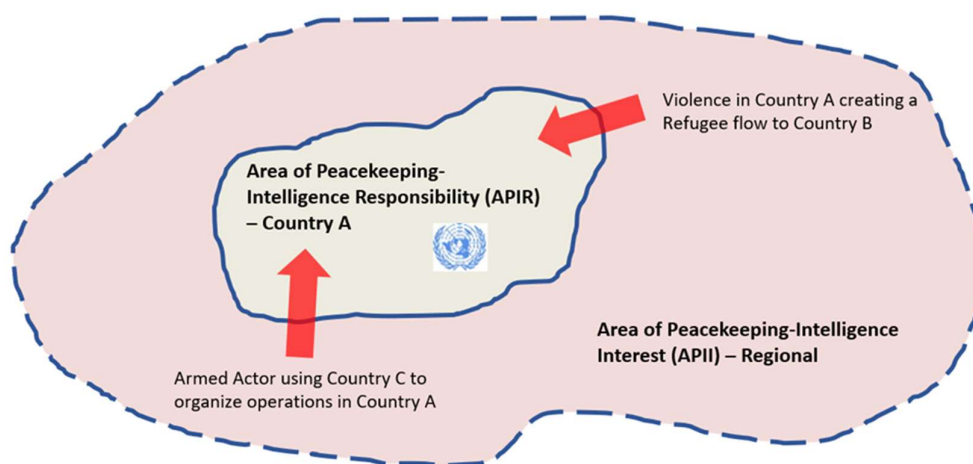 Violence in Country A creating a
Refugee flow to Country B
Area of Peacekeeping-
Intelligence Responsibility (APIR)
– Country A
Area of Peacekeeping-Intelligence
Interest (APII) – Regional
Armed Actor using Country C to
organize operations in Country A